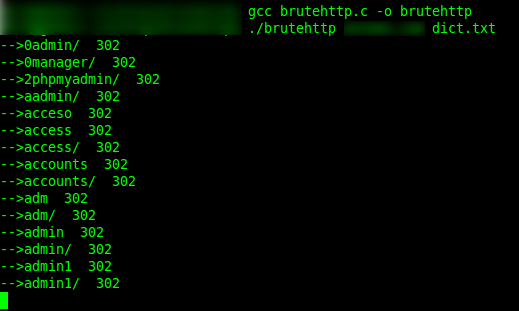 gcc brutehttp.c -o brutehttp
./brutehttp dict.txt
-->0admin/  302
-->0manager/  302
-->2phpmyadmin/  302
-->aadmin/  302
-->acceso  302
-->access  302
-->access/  302
-->accounts  302
-->accounts/  302
-->adm  302
-->adm/  302
-->admin  302
-->admin/  302
-->admin1  302
-->admin1/  302